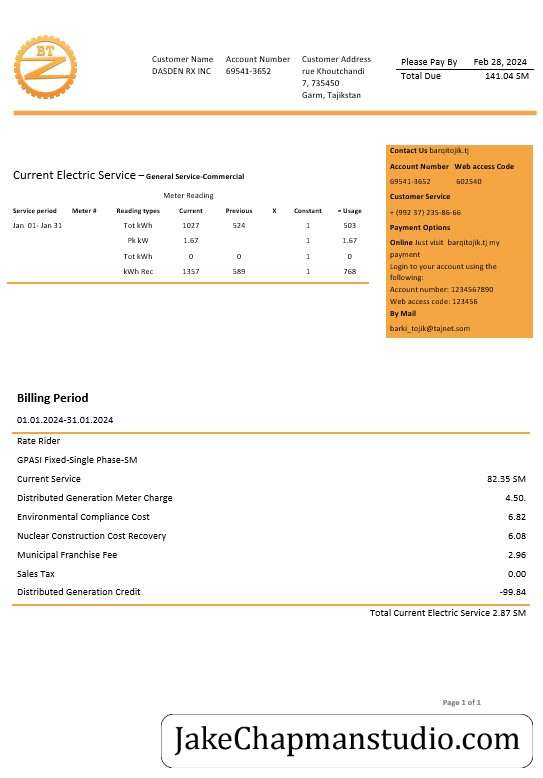 BT
Customer Name Account Number Customer Address
DASDEN RX INC 69541-3652 rue Khoutchandi
7, 735450
Garm, Tajikstan
Please Pay By Feb 28, 2024
Total Due 141.04 SM
Current Electric Service – General Service-Commercial
Meter Reading
Service period Meter # Reading types Current Previous X Constant = Usage
Jan 01- Jan 31 Tot kWh 1027 524 1 503
Pk kW 1.67 1 1.67
Tot kWh 0 0 1 0
kWh Rec 1357 589 1 768
Contact Us barqitojik.tj
Account Number Web access Code
69541-3652 602540
Customer Service
+ (992 37) 235-86-66
Payment Options
Online Just visit barqitojik.tj my
payment
Login to your account using the
following:
Account number: 1234567890
Web access code: 123456
By Mail
barki_tojik@tajnet.som
Billing Period
01.01.2024-31.01.2024
Rate Rider
GPASI Fixed-Single Phase-SM
Current Service 82.35 SM
Distributed Generation Meter Charge 4.50.
Environmental Compliance Cost 6.82
Nuclear Construction Cost Recovery 6.08
Municipal Franchise Fee 2.96
Sales Tax 0.00
Distributed Generation Credit -99.84
Total Current Electric Service 2.87 SM
Page 1 of 1
JakeChapmanstudio.com